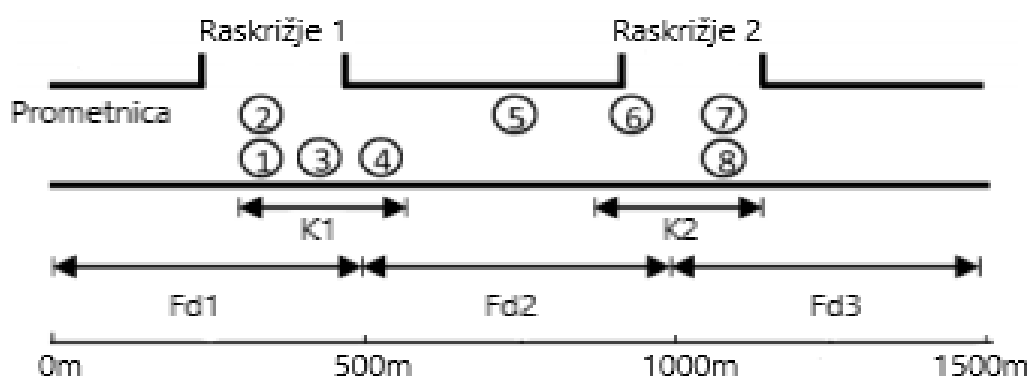 Raskrižje 1 Raskrižje 2
Prometnica 2 5 6 7
1 3 4 8
K1 K2
Fd1 Fd2 Fd3
0m 500m 1000m 1500m